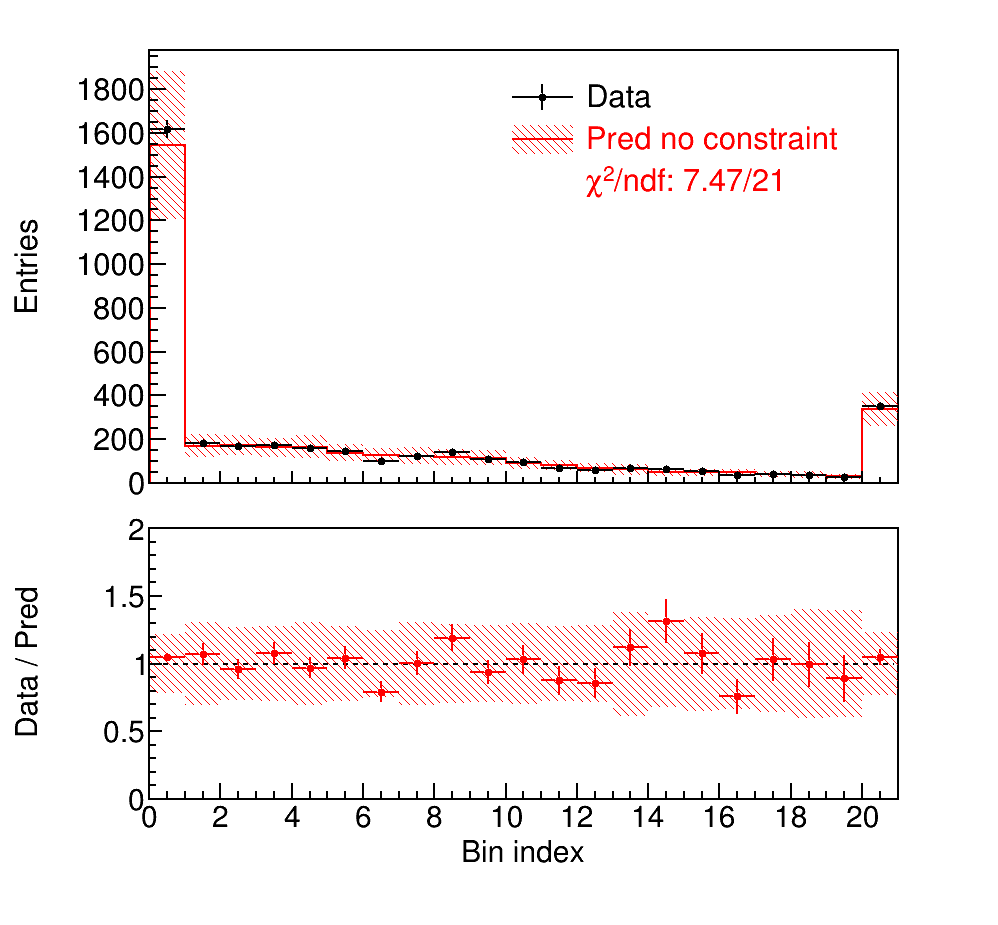 Entries
1800
1600
1400
1200
1000
800
600
400
200
0
Data
Pred no constraint
χ²/ndf: 7.47/21
Data / Pred
2
1.5
1
0.5
0
0 2 4 6 8 10 12 14 16 18 20
Bin index